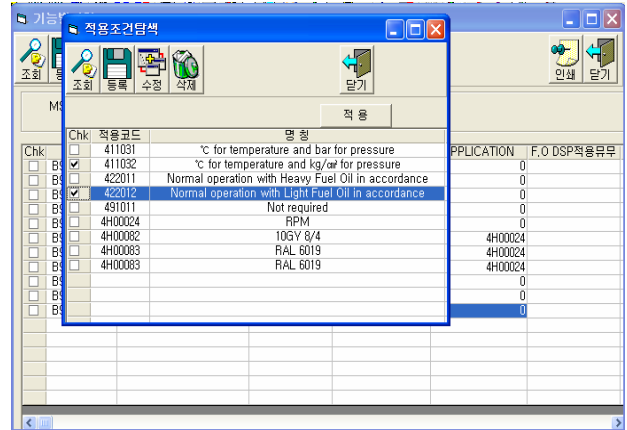 적용조건탐색
조회 등록 수정 삭제 닫기
인쇄 닫기
조회
적 용
Chk 적용코드 명 칭
411031 ℃ for temperature and bar for pressure
411032 ℃ for temperature and kg/㎠ for pressure
422011 Normal operation with Heavy Fuel Oil in accordance
422012 Normal operation with Light Fuel Oil in accordance
491011 Not required
4H00024 RPM
4H00082 10GY 8/4
4H00083 RAL 6019
4H00083 RAL 6019
Chk PPLICATION F,O DSP적용뮤무
0
0
0
0
0
4H00024
4H00024
4H00024
0
0
0